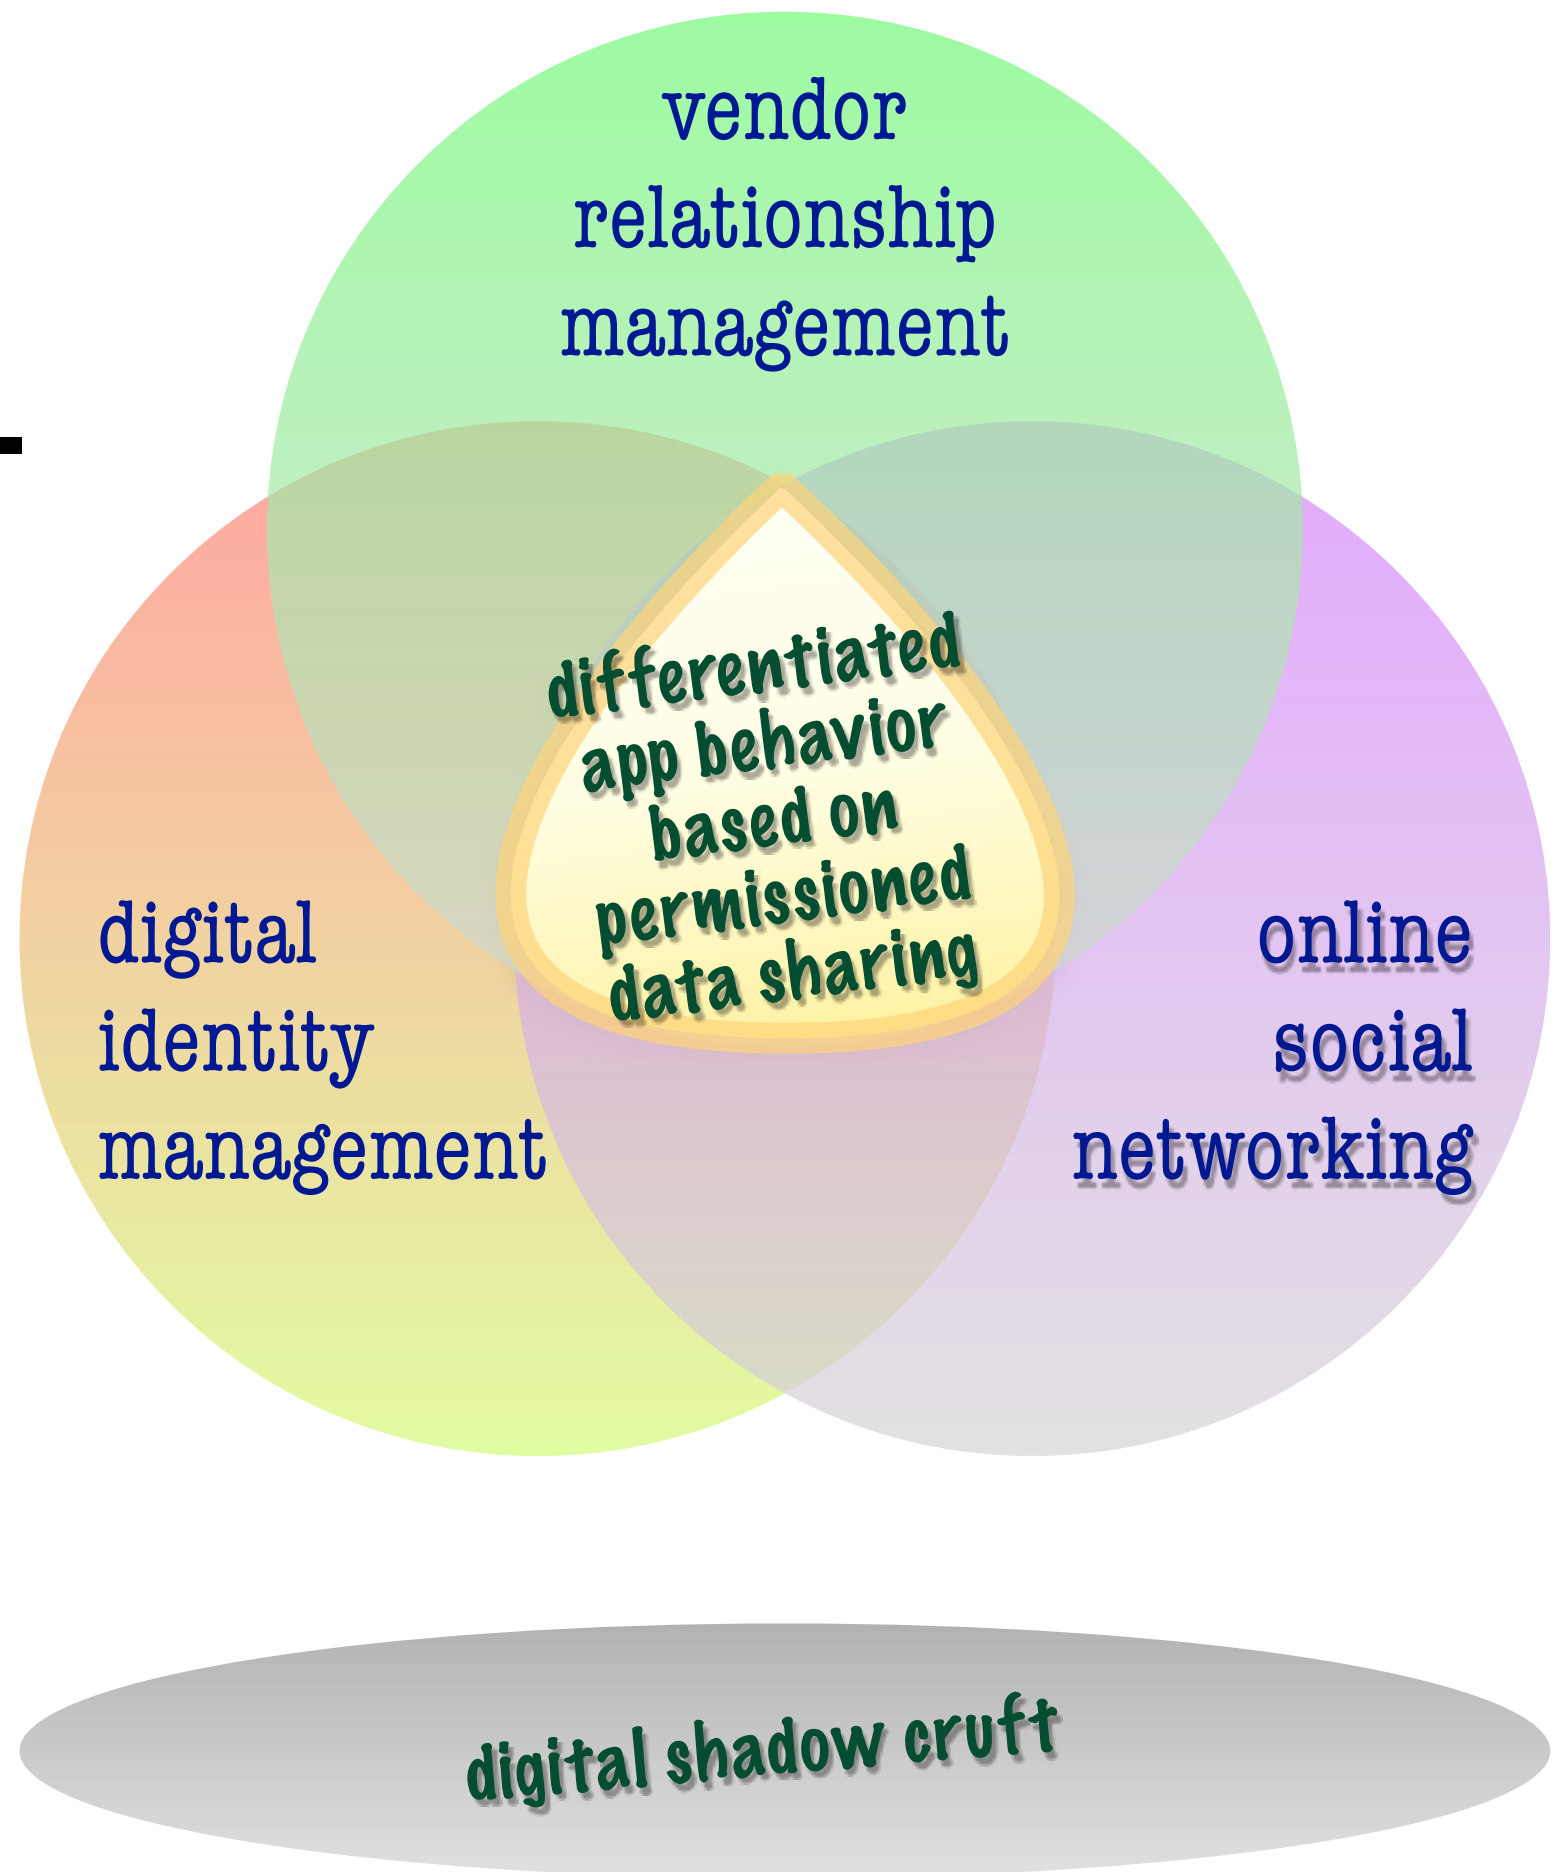 vendor
relationship
management
differentiated
app behavior
based on
permissioned
data sharing
digital
identity
management
online
social
networking
digital shadow cruft